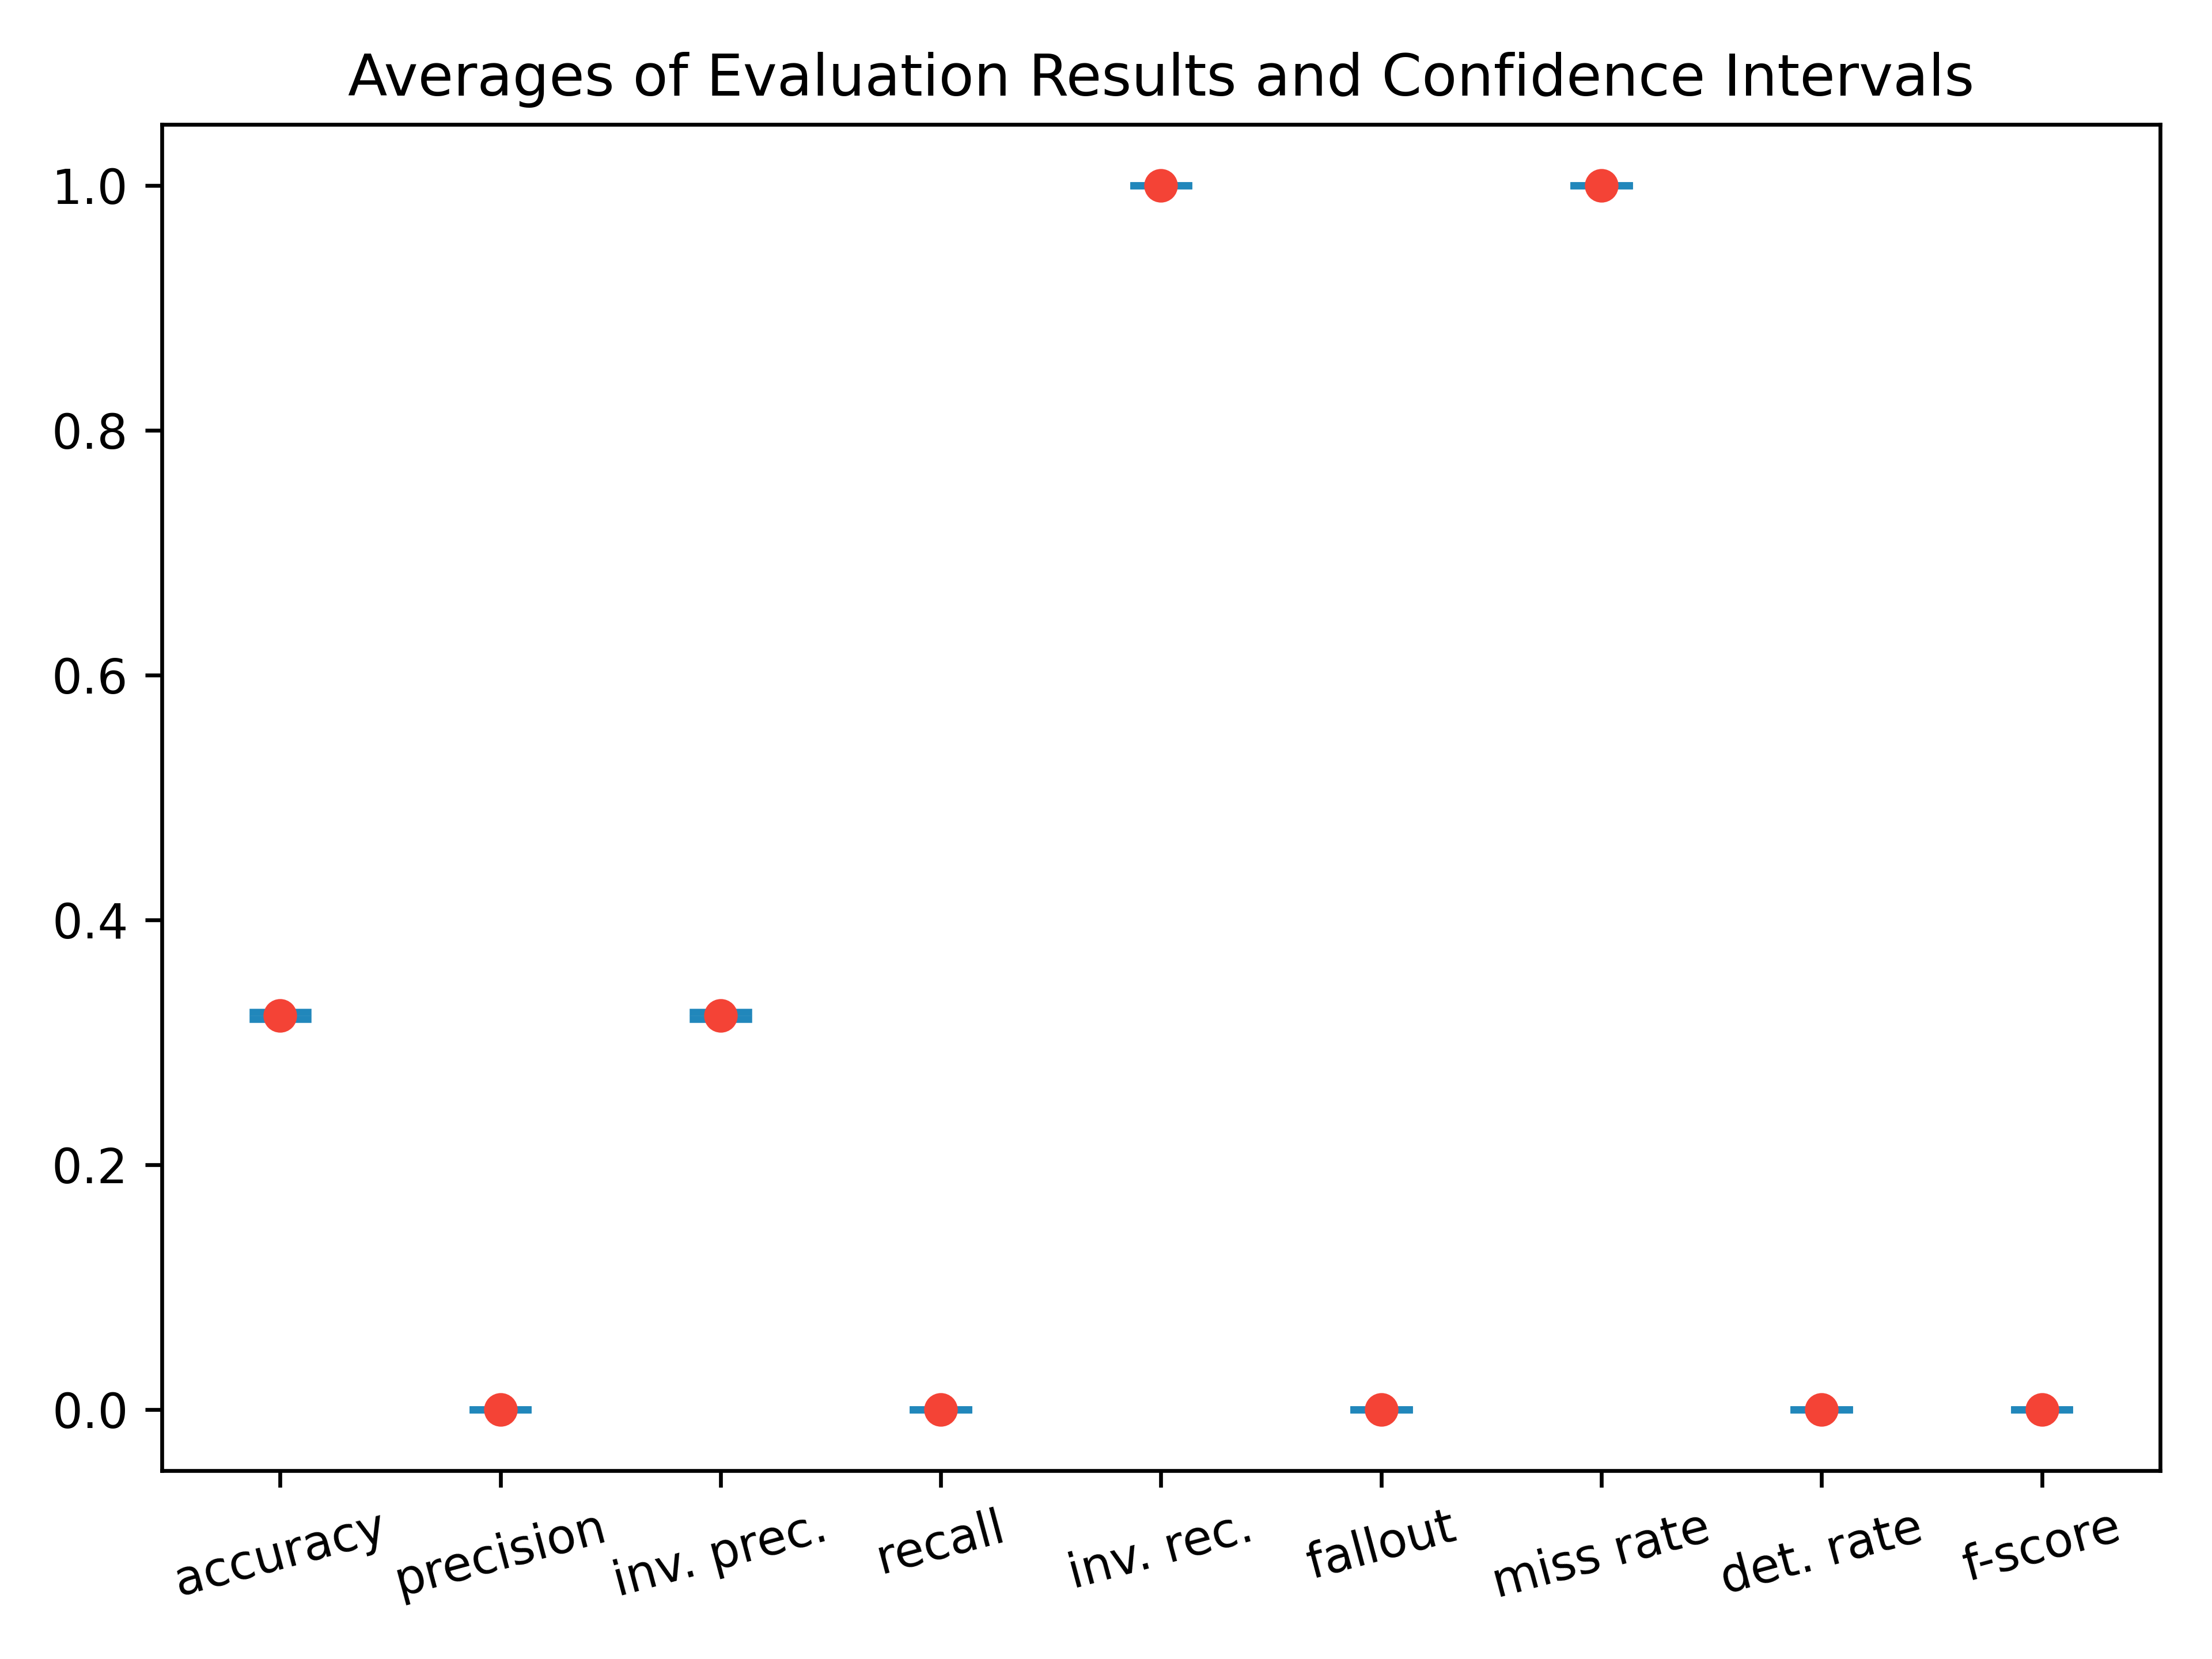 Averages of Evaluation Results and Confidence Intervals
1.0
0.8
0.6
0.4
0.2
0.0
accuracy
precision
inv. prec.
recall
inv. rec.
fallout
miss rate
det. rate
f-score